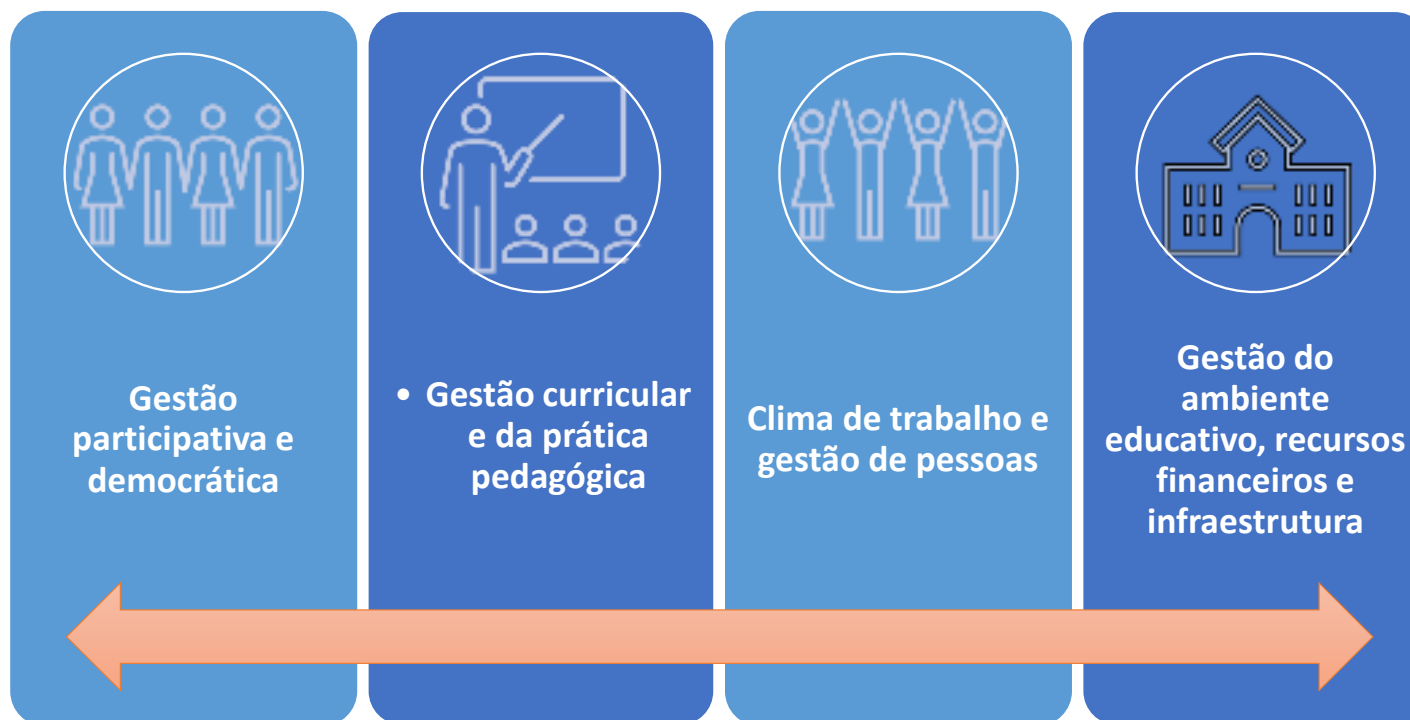 Gestão
participativa e
democrática
• Gestão curricular
e da prática
pedagógica
Clima de trabalho e
gestão de pessoas
Gestão do
ambiente
educativo, recursos
financeiros e
infraestrutura